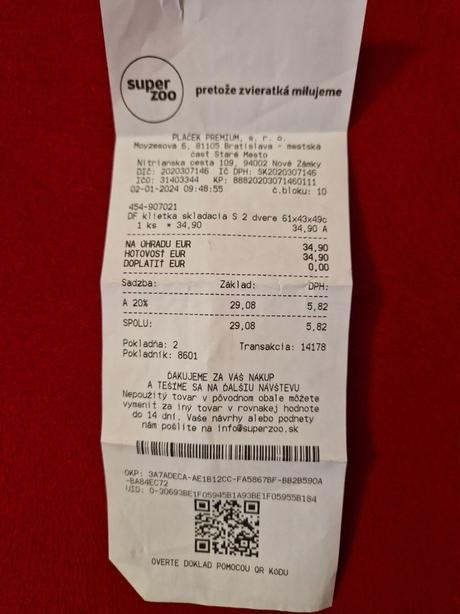 super
zoo
pretože zvieratká milujeme
PLAČEK PREMIUM, s. r. o.
Moyzesova 6, 81105 Bratislava - mestská
časť Staré Mesto
Nitrianska cesta 109, 94002 Nové Zámky
DIČ: 2020307146 IČ DPH: SK2020307146
IČO: 31403344 KP: 88820203071460111
02-01-2024 09:48:55 č.bloku: 10
454-907021
DF klietka skladacia S 2 dvere 61x43x49c
1 ks * 34,90 34,90 A
NA ÚHRADU EUR 34,90
HOTOVOSŤ EUR 34,90
DOPLATIŤ EUR 0,00
Sadzba: Základ: DPH:
A 20% 29,08 5,82
SPOLU: 29,08 5,82
Pokladňa: 2 Transakcia: 14178
Pokladník: 8601
ĎAKUJEME ZA VÁŠ NÁKUP
A TEŠÍME SA NA ĎALŠIU NÁVŠTEVU
Nepoužitý tovar v pôvodnom obale môžete
vymeniť za iný tovar v rovnakej hodnote
do 14 dní. Vaše návrhy alebo podnety
nám pošlite na info@superzoo.sk
OKP: 3A7ADECA-AE1B12CC-FA5867BF-BB2B590A
-BA84EC72
UID: O-30693BE1F05945B1A93BE1F05955B184
OVERTE DOKLAD POMOCOU QR KÓDU